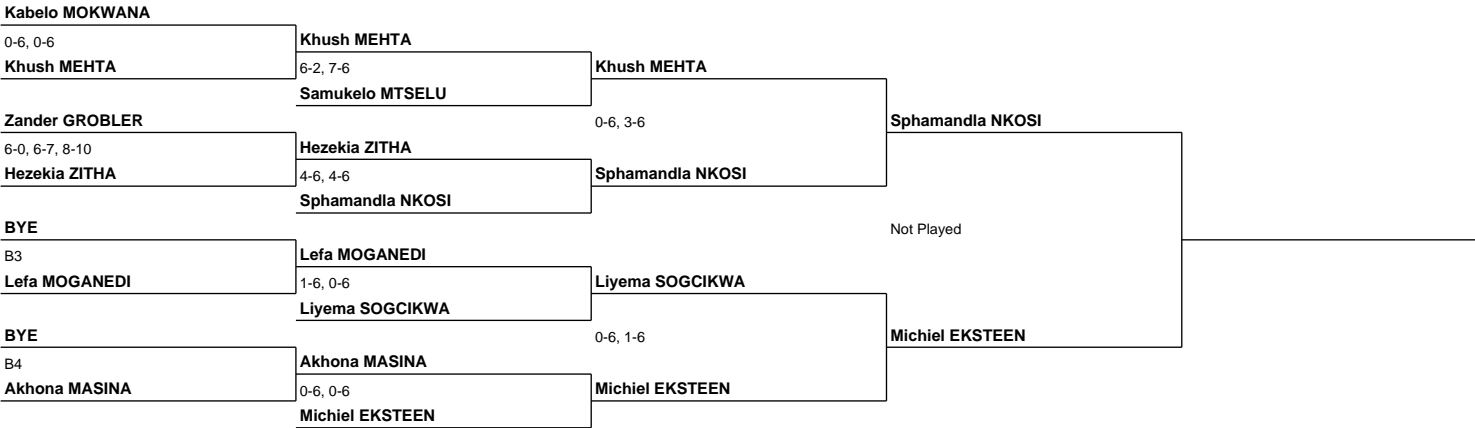 Kabelo MOKWANA
0-6, 0-6
Khush MEHTA
Khush MEHTA
6-2, 7-6
Khush MEHTA
Samukelo MTSELU
Zander GROBLER
0-6, 3-6
Sphamandla NKOSI
6-0, 6-7, 8-10
Hezekia ZITHA
Hezekia ZITHA
4-6, 4-6
Sphamandla NKOSI
Sphamandla NKOSI
BYE
Not Played
B3
Lefa MOGANEDI
Lefa MOGANEDI
1-6, 0-6
Liyema SOGCIKWA
Liyema SOGCIKWA
BYE
0-6, 1-6
Michiel EKSTEEN
B4
Akhona MASINA
Akhona MASINA
0-6, 0-6
Michiel EKSTEEN
Michiel EKSTEEN